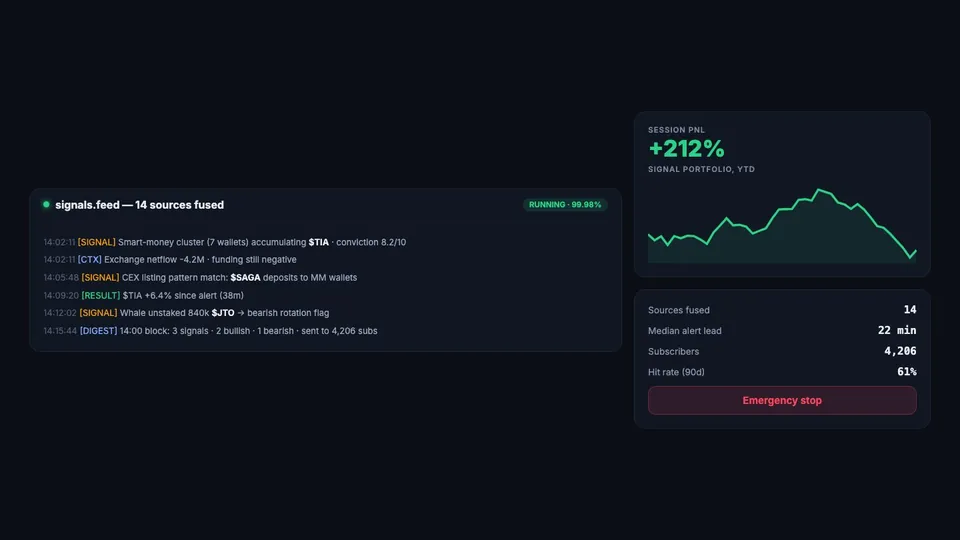 signals.feed — 14 sources fused
RUNNING · 99.98%
14:02:11 [SIGNAL] Smart-money cluster (7 wallets) accumulating $TIA · conviction 8.2/10
14:02:11 [CTX] Exchange netflow -4.2M · funding still negative
14:05:48 [SIGNAL] CEX listing pattern match: $SAGA deposits to MM wallets
14:09:20 [RESULT] $TIA +6.4% since alert (38m)
14:12:02 [SIGNAL] Whale unstaked 840k $JTO → bearish rotation flag
14:15:44 [DIGEST] 14:00 block: 3 signals · 2 bullish · 1 bearish · sent to 4,206 subs
SESSION PNL
+212%
SIGNAL PORTFOLIO, YTD
Sources fused 14
Median alert lead 22 min
Subscribers 4,206
Hit rate (90d) 61%
Emergency stop